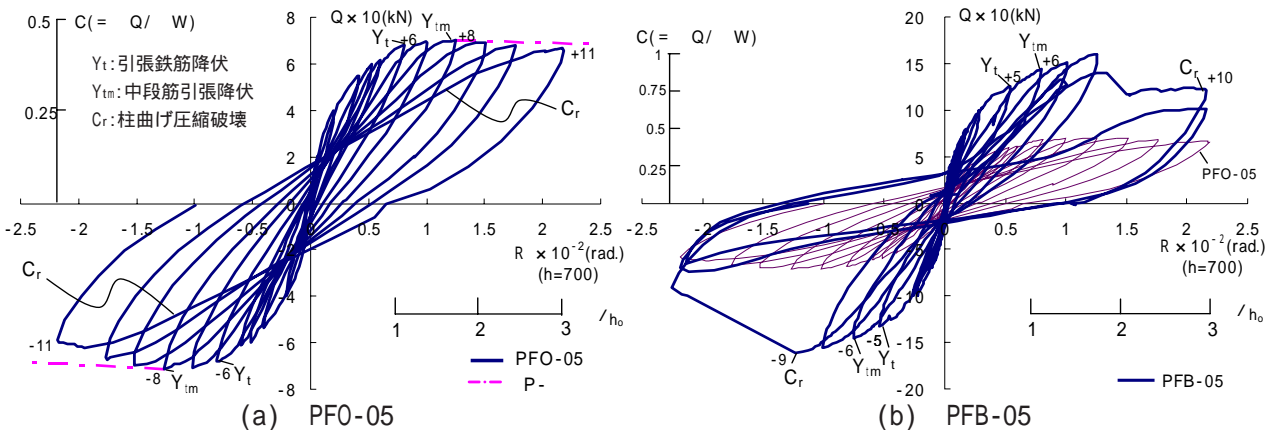 0.5
C(= Q/ W)
Yt:引張鉄筋降伏
Ytm:中段筋引張降伏
Cr:柱曲げ圧縮破壊
0.25
8
Q×10(kN)
6
4
2
0
-2
-4
-6
-8
Yt
+6
Ytm
+8
+11
Cr
-2.5 -2 -1.5 -1 -0.5 0 0.5 1 1.5 2 2.5
R ×10-2(rad.)
(h=700)
1 2 3 /ho
Cr
-11
-8
Ytm
-6
Yt
PFO-05
P-
(a) PFO-05
20
Q×10(kN)
15
10
5
0
-5
-10
-15
-20
C(= Q/ W)
1
0.75
0.5
0.25
Yt
+5
Ytm
+6
Cr
+10
PFO-05
-2.5 -2 -1.5 -1 -0.5 0 0.5 1 1.5 2 2.5
R ×10-2(rad.)
(h=700)
1 2 3 /ho
-9
Cr
-6
Ytm
-5
Yt
PFB-05
(b) PFB-05